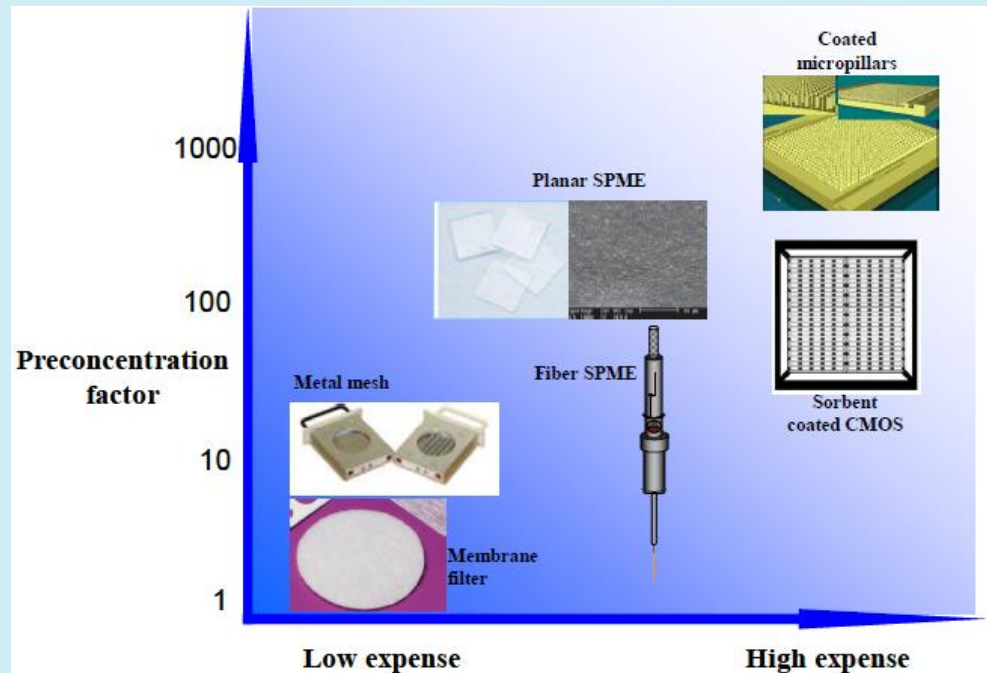 Coated
micropillars
1000
Planar SPME
100
Preconcentration
factor
Metal mesh
Fiber SPME
Sorbent
coated CMOS
10
Membrane
filter
1
Low expense
High expense